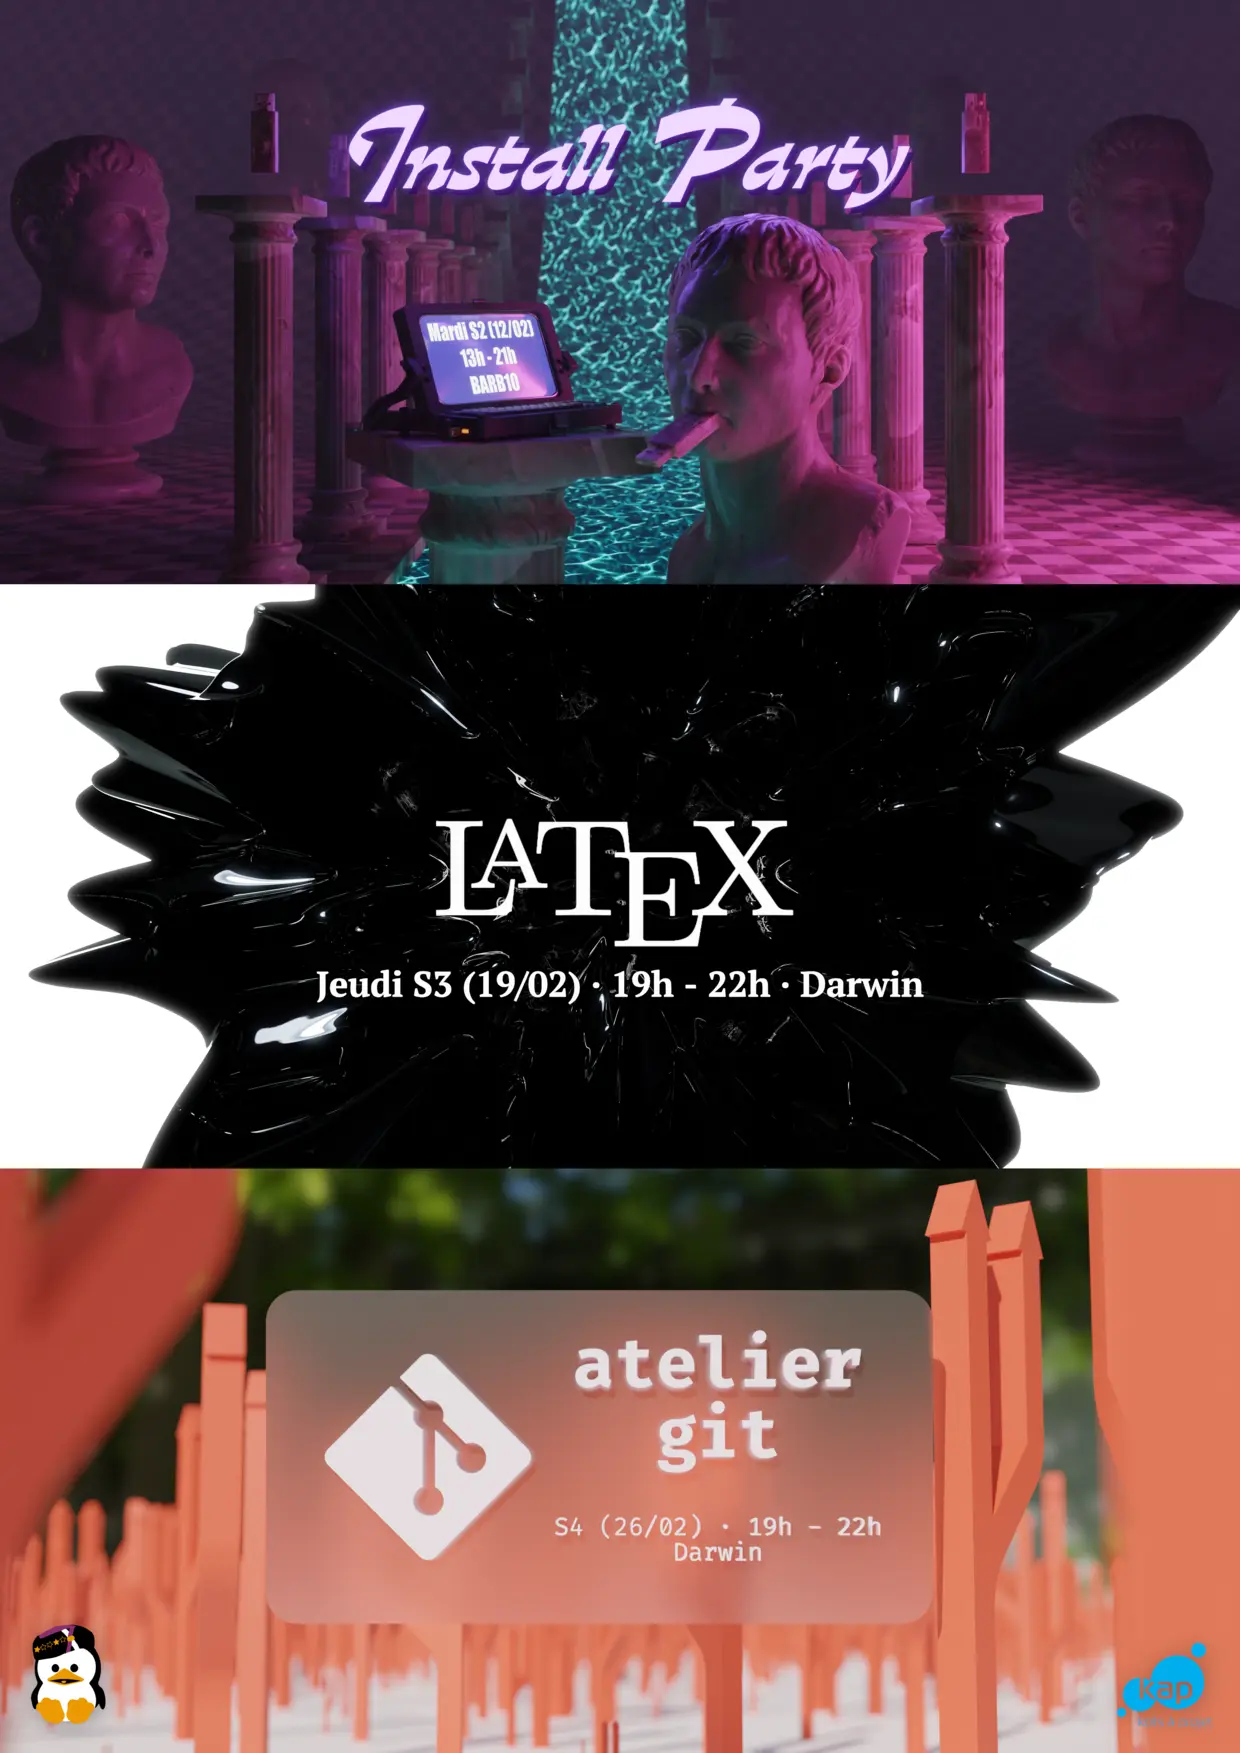 Install Party
Mardi S2 (12/02)
13h - 21h
BARB10
LATEX
Jeudi S3 (19/02) · 19h - 22h · Darwin
atelier
git
S4 (26/02) · 19h - 22h
Darwin
kap